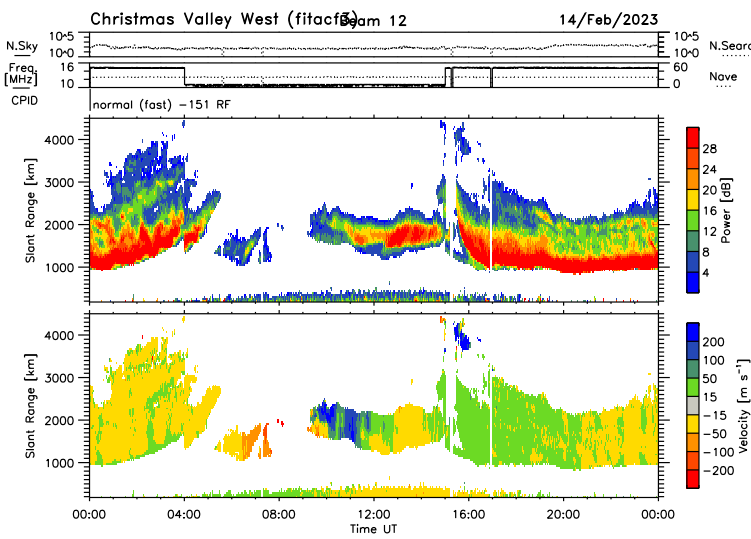 Christmas Valley West (fitacf3)
Beam 12
14/Feb/2023
N.Sky
10^5
10^0
10^5
10^0
N.Searc
Freq
[MHz]
16
10
60
0
Nave
CPID
normal (fast) -151 RF
Slant Range [km]
4000
3000
2000
1000
28
24
20
16
12
8
4
Power [dB]
Slant Range [km]
4000
3000
2000
1000
200
100
50
15
-15
-50
-100
-200
Velocity [m s⁻¹]
00:00 04:00 08:00 12:00 16:00 20:00 00:00
Time UT